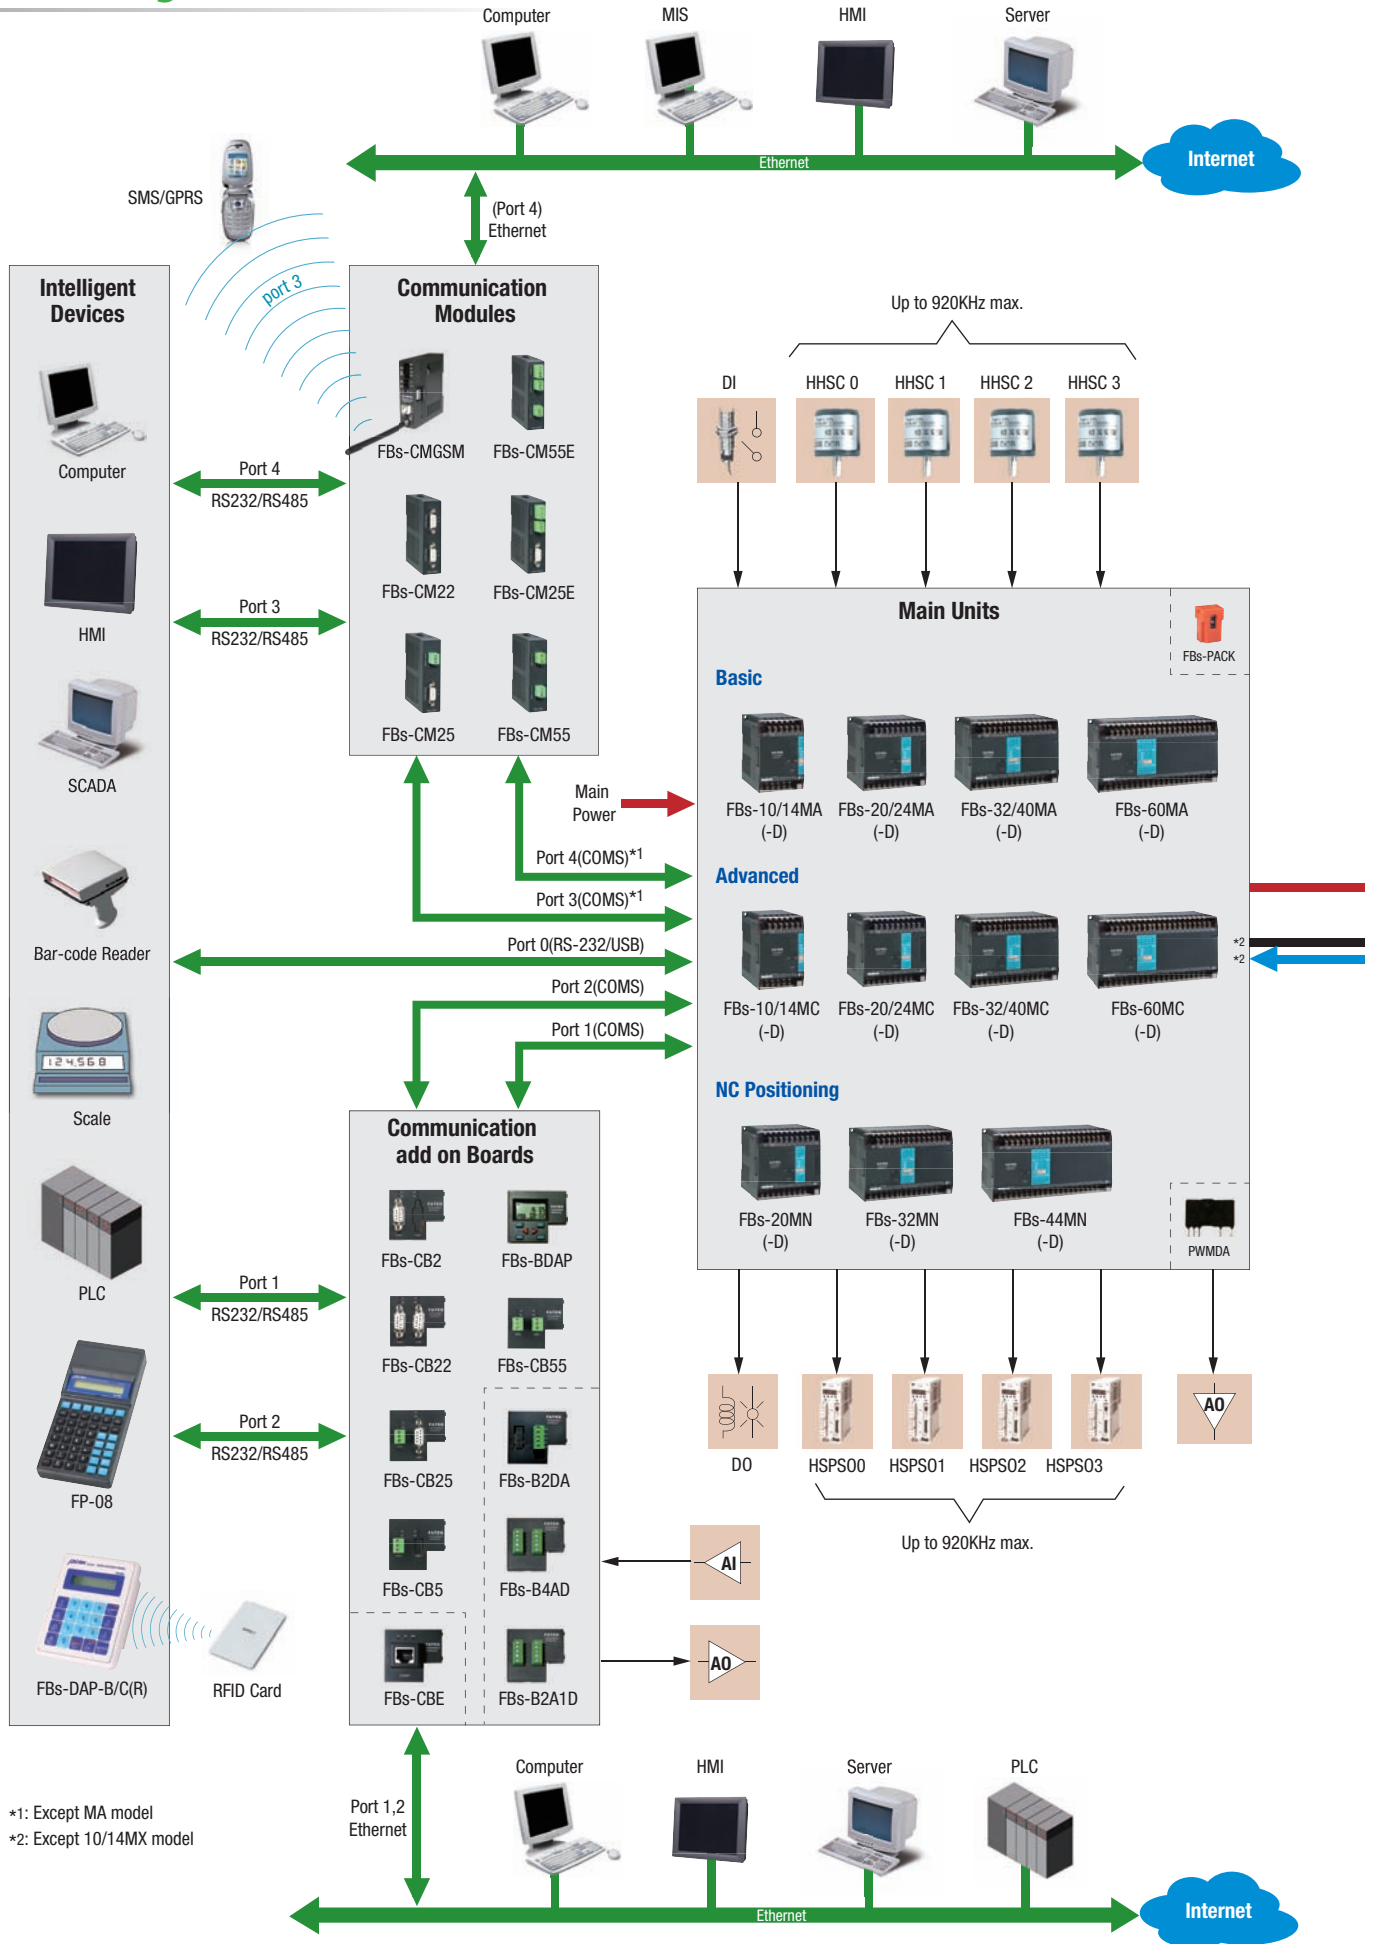 Computer
MIS
HMI
Server
Ethernet
Internet
SMS/GPRS
(Port 4)
Ethernet
port 3
Intelligent
Devices
Computer
HMI
SCADA
Bar-code Reader
Scale
PLC
FP-08
FBs-DAP-B/C(R)
RFID Card
Port 4
RS232/RS485
Port 3
RS232/RS485
Communication
Modules
FBs-CMGSM
FBs-CM55E
FBs-CM22
FBs-CM25E
FBs-CM25
FBs-CM55
Up to 920KHz max.
DI
HHSC 0
HHSC 1
HHSC 2
HHSC 3
Main Units
FBs-PACK
Basic
FBs-10/14MA
(-D)
FBs-20/24MA
(-D)
FBs-32/40MA
(-D)
FBs-60MA
(-D)
Main
Power
Port 4(COMS)*1
Port 3(COMS)*1
Port 0(RS-232/USB)
Port 2(COMS)
Port 1(COMS)
Advanced
*2
*2
FBs-10/14MC
(-D)
FBs-20/24MC
(-D)
FBs-32/40MC
(-D)
FBs-60MC
(-D)
NC Positioning
FBs-20MN
(-D)
FBs-32MN
(-D)
FBs-44MN
(-D)
PWMDA
Communication
add on Boards
FBs-CB2
FBs-BDAP
FBs-CB22
FBs-CB55
FBs-CB25
FBs-B2DA
FBs-CB5
FBs-B4AD
FBs-CBE
FBs-B2A1D
Port 1
RS232/RS485
Port 2
RS232/RS485
DO
HSPSO0
HSPSO1
HSPSO2
HSPSO3
AO
Up to 920KHz max.
AI
AO
Port 1,2
Ethernet
Computer
HMI
Server
PLC
Ethernet
Internet
*1: Except MA model
*2: Except 10/14MX model
124.568